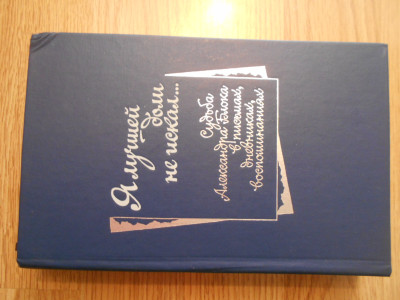 Я лучшей
доли
не искал...
Судьба
Александра Блока
в письмах,
дневниках,
воспоминаниях